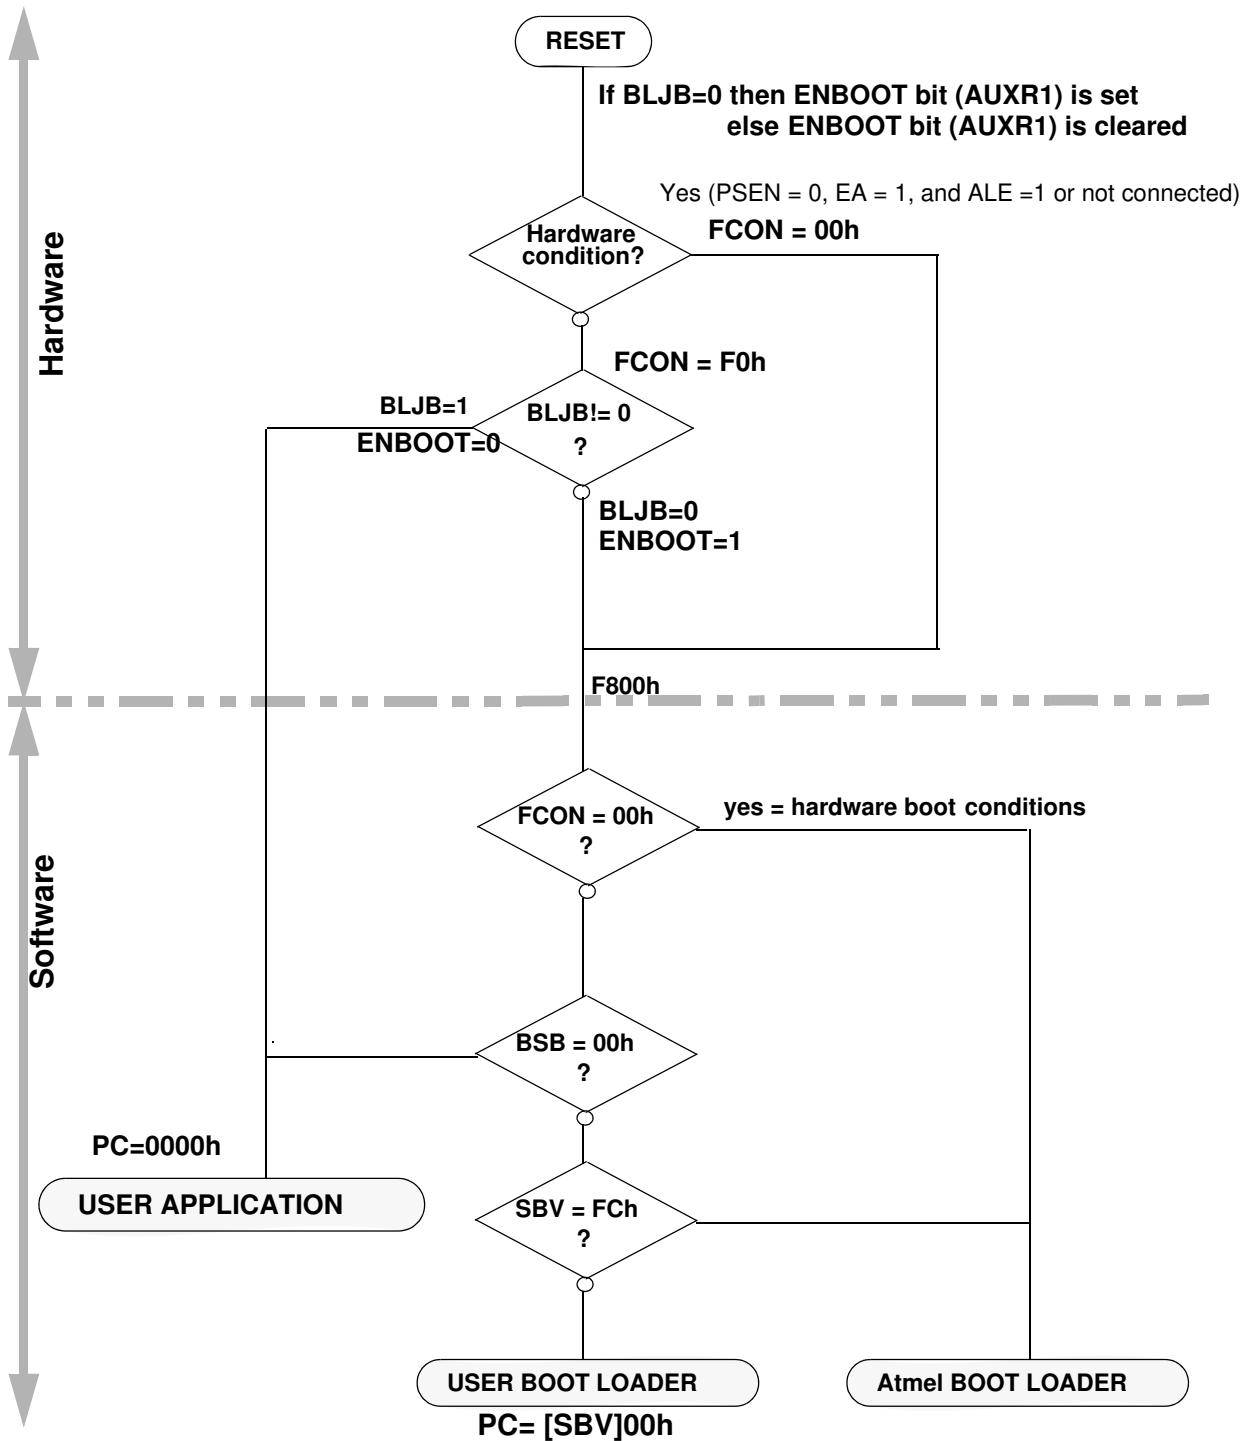 RESET
If BLJB=0 then ENBOOT bit (AUXR1) is set
else ENBOOT bit (AUXR1) is cleared
Yes (PSEN = 0, EA = 1, and ALE =1 or not connected)
FCON = 00h
Hardware
condition?
Hardware
FCON = F0h
BLJB=1
ENBOOT=0
BLJB!= 0
?
BLJB=0
ENBOOT=1
F800h
FCON = 00h
?
yes = hardware boot conditions
Software
BSB = 00h
?
PC=0000h
USER APPLICATION
SBV = FCh
?
USER BOOT LOADER
PC= [SBV]00h
Atmel BOOT LOADER